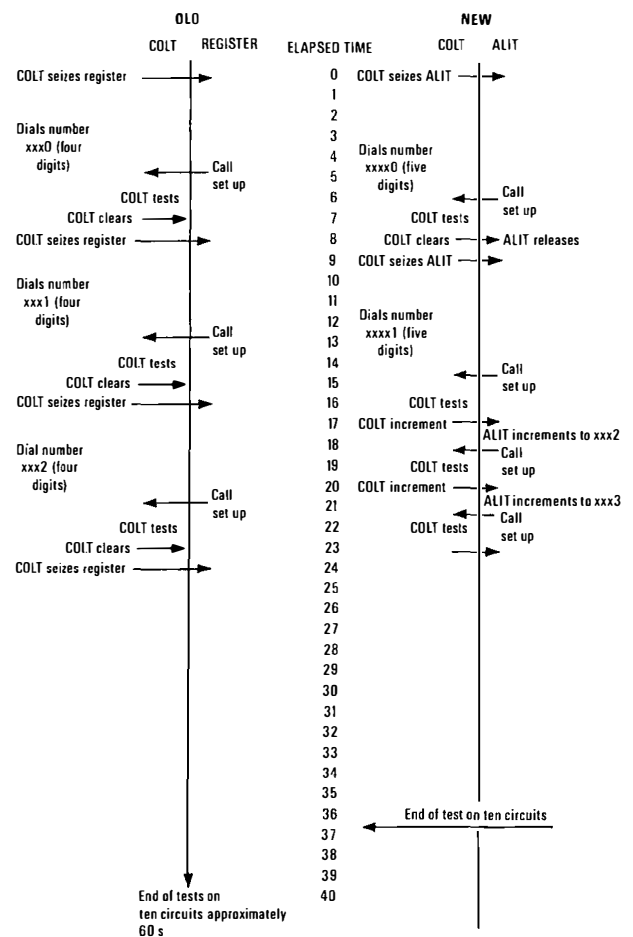 OLD
COLT REGISTER
COLT seizes register
Dials number
xxx0 (four
digits)
Call
set up
COLT tests
COLT clears
COLT seizes register
Dials number
xxx1 (four
digits)
Call
set up
COLT tests
COLT clears
COLT seizes register
Dial number
xxx2 (four
digits)
Call
set up
COLT tests
COLT clears
COLT seizes register
End of tests on
ten circuits approximately
60 s
ELAPSED TIME
0
1
2
3
4
5
6
7
8
9
10
11
12
13
14
15
16
17
18
19
20
21
22
23
24
25
26
27
28
29
30
31
32
33
34
35
36
37
38
39
40
NEW
COLT ALIT
COLT seizes ALIT
Dials number
xxxx0 (five
digits)
Call
set up
COLT tests
COLT clears ALIT releases
COLT seizes ALIT
Dials number
xxxx1 (five
digits)
Call
set up
COLT tests
COLT increment
ALIT increments to xxx2
Call
set up
COLT tests
COLT increment
ALIT increments to xxx3
Call
set up
COLT tests
End of test on ten circuits